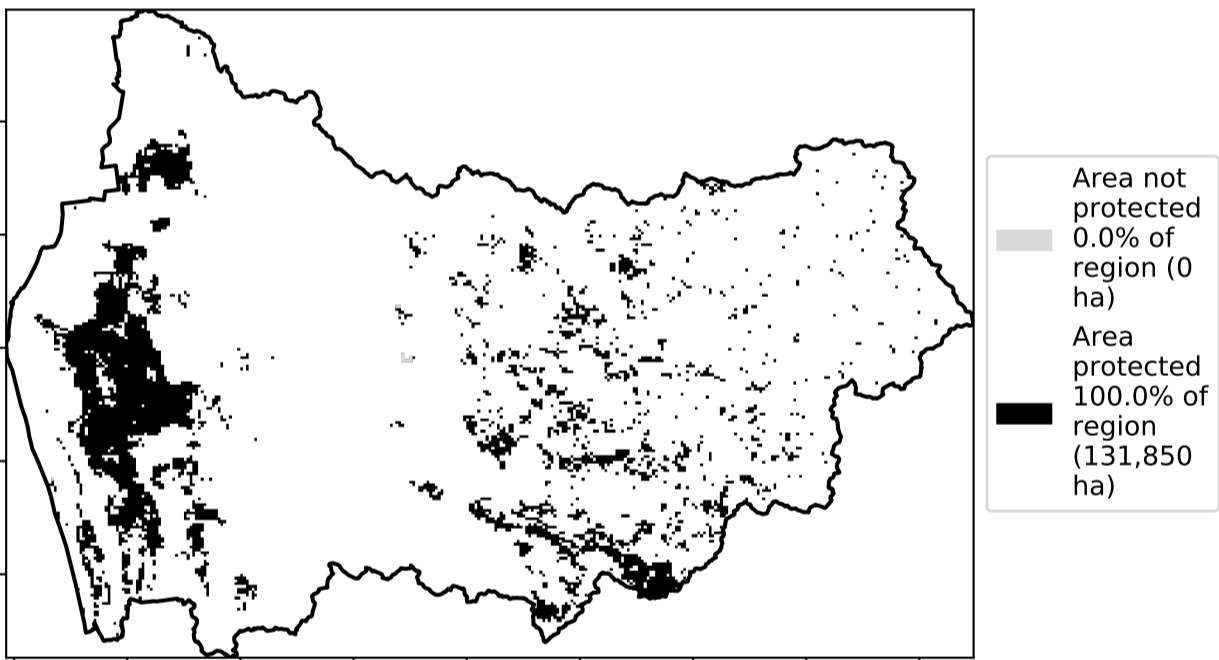 Area not
protected
0.0% of
region (0
ha)
Area
protected
100.0% of
region
(131,850
ha)